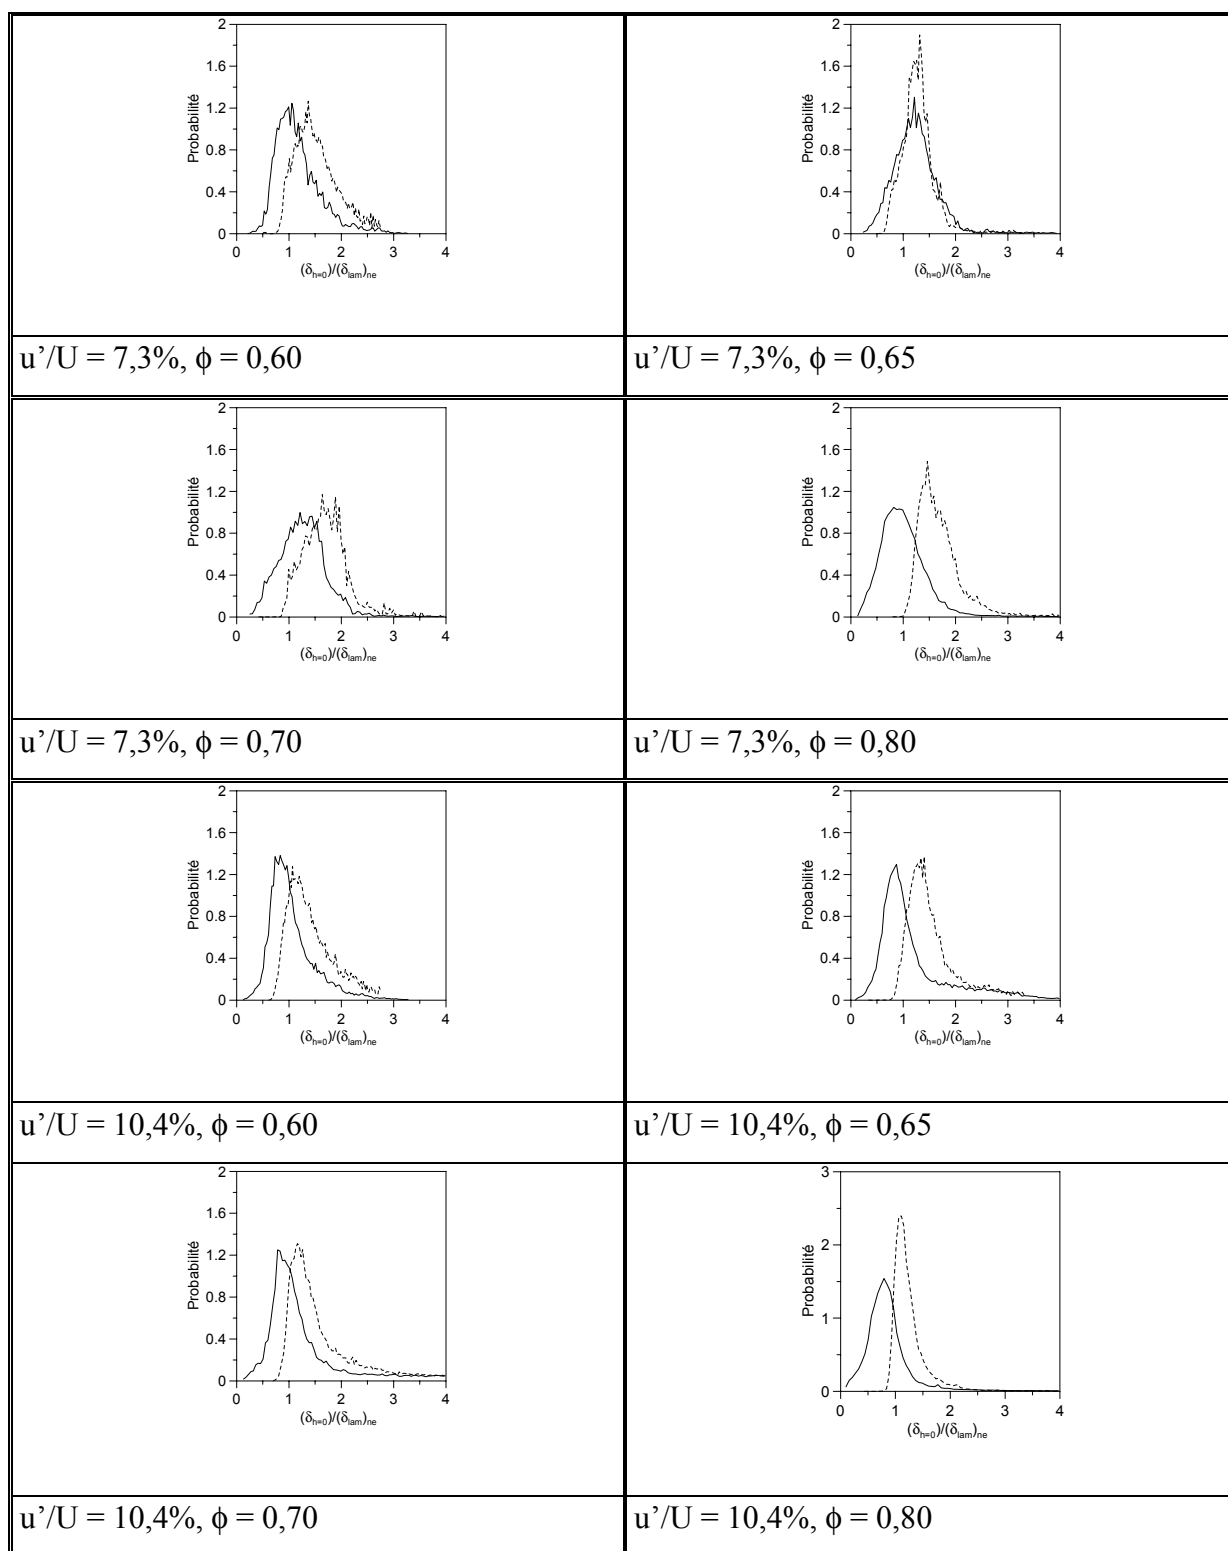 2
1.6
1.2
0.8
0.4
0
Probabilité
0 1 2 3 4
(δh=0)/(δlam)ne
2
1.6
1.2
0.8
0.4
0
Probabilité
0 1 2 3 4
(δh=0)/(δlam)ne
u’/U = 7,3%, ϕ = 0,60
u’/U = 7,3%, ϕ = 0,65
2
1.6
1.2
0.8
0.4
0
Probabilité
0 1 2 3 4
(δh=0)/(δlam)ne
2
1.6
1.2
0.8
0.4
0
Probabilité
0 1 2 3 4
(δh=0)/(δlam)ne
u’/U = 7,3%, ϕ = 0,70
u’/U = 7,3%, ϕ = 0,80
2
1.6
1.2
0.8
0.4
0
Probabilité
0 1 2 3 4
(δh=0)/(δlam)ne
2
1.6
1.2
0.8
0.4
0
Probabilité
0 1 2 3 4
(δh=0)/(δlam)ne
u’/U = 10,4%, ϕ = 0,60
u’/U = 10,4%, ϕ = 0,65
2
1.6
1.2
0.8
0.4
0
Probabilité
0 1 2 3 4
(δh=0)/(δlam)ne
3
2
1
0
Probabilité
0 1 2 3 4
(δh=0)/(δlam)ne
u’/U = 10,4%, ϕ = 0,70
u’/U = 10,4%, ϕ = 0,80